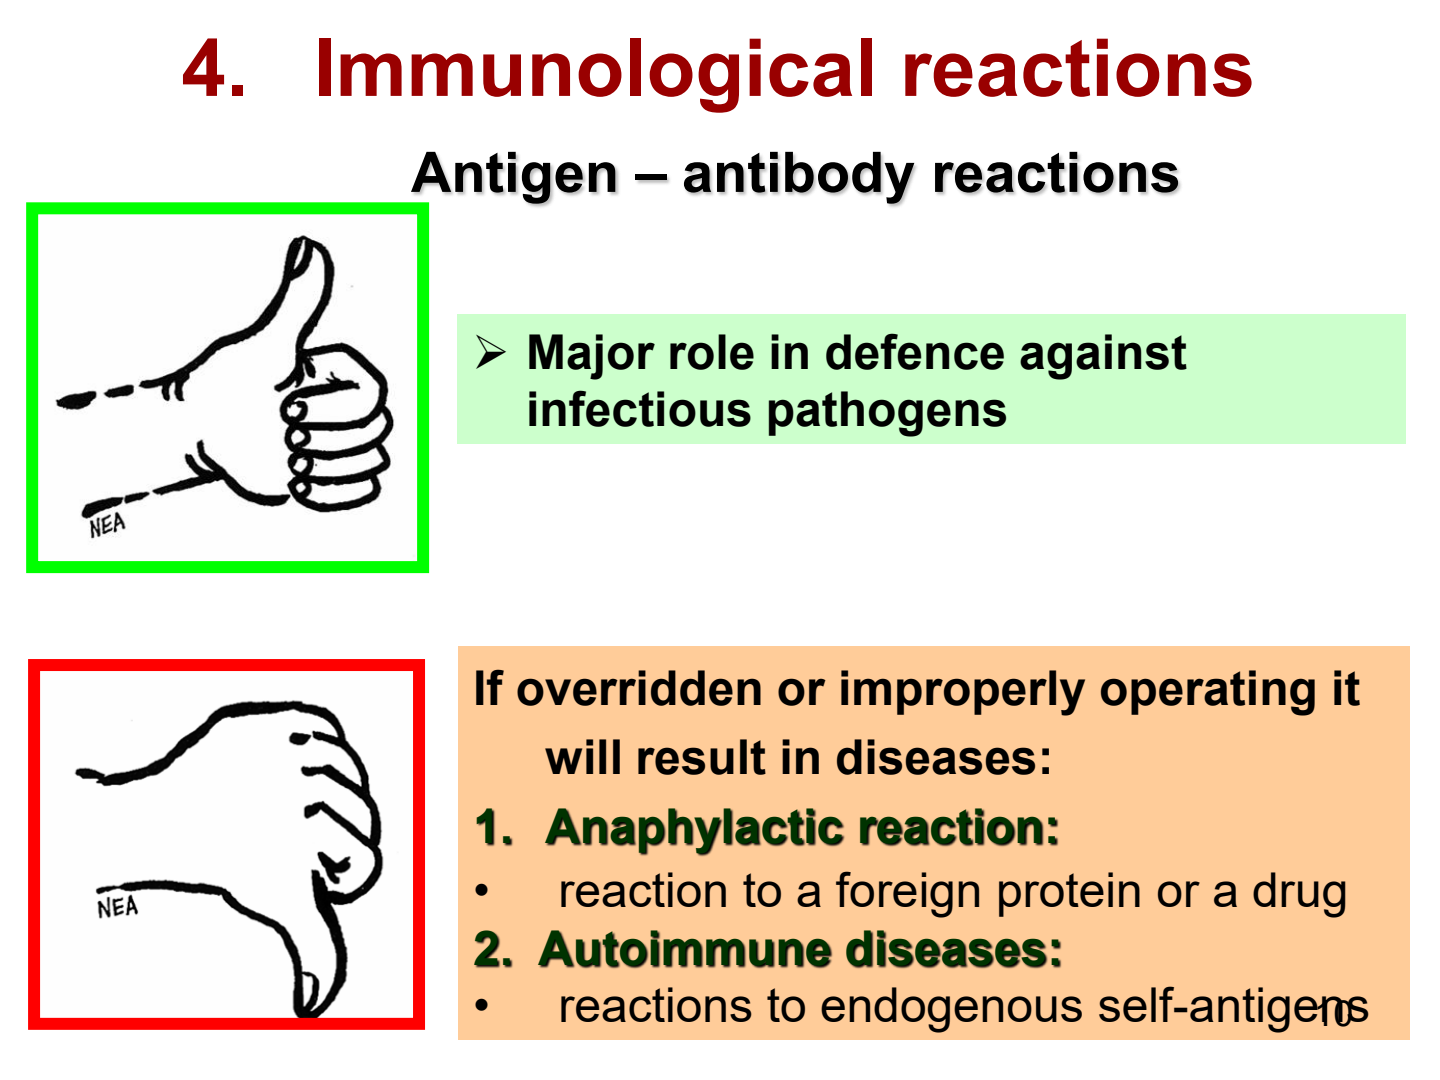 4. Immunological reactions
Antigen – antibody reactions
➢ Major role in defence against
infectious pathogens
NEA
If overridden or improperly operating it
will result in diseases:
1. Anaphylactic reaction:
• reaction to a foreign protein or a drug
2. Autoimmune diseases:
• reactions to endogenous self-antigens
10
NEA